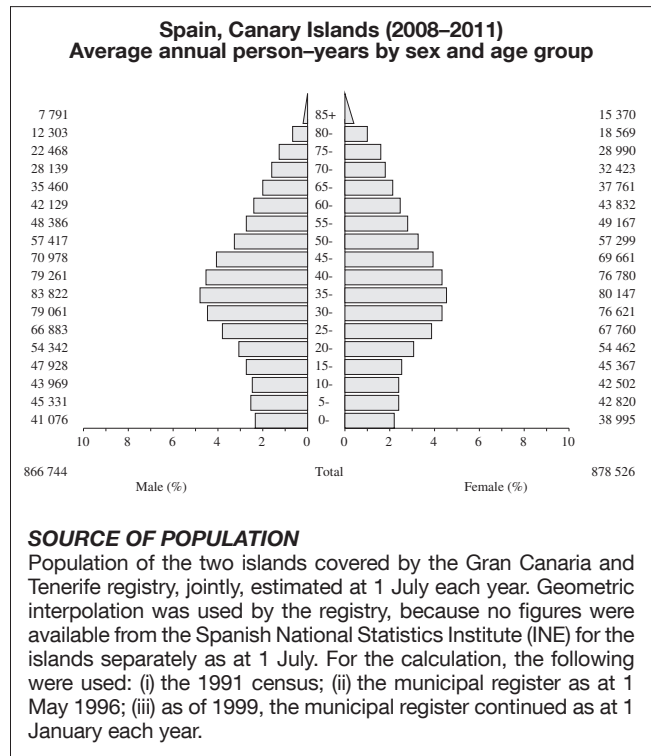 Spain, Canary Islands (2008–2011)
Average annual person–years by sex and age group
7 791 85+ 15 370
12 303 80- 18 569
22 468 75- 28 990
28 139 70- 32 423
35 460 65- 37 761
42 129 60- 43 832
48 386 55- 49 167
57 417 50- 57 299
70 978 45- 69 661
79 261 40- 76 780
83 822 35- 80 147
79 061 30- 76 621
66 883 25- 67 760
54 342 20- 54 462
47 928 15- 45 367
43 969 10- 42 502
45 331 5- 42 820
41 076 0- 38 995
10 8 6 4 2 0 0 2 4 6 8 10
866 744 Total 878 526
Male (%) Female (%)
SOURCE OF POPULATION
Population of the two islands covered by the Gran Canaria and
Tenerife registry, jointly, estimated at 1 July each year. Geometric
interpolation was used by the registry, because no figures were
available from the Spanish National Statistics Institute (INE) for the
islands separately as at 1 July. For the calculation, the following
were used: (i) the 1991 census; (ii) the municipal register as at 1
May 1996; (iii) as of 1999, the municipal register continued as at 1
January each year.